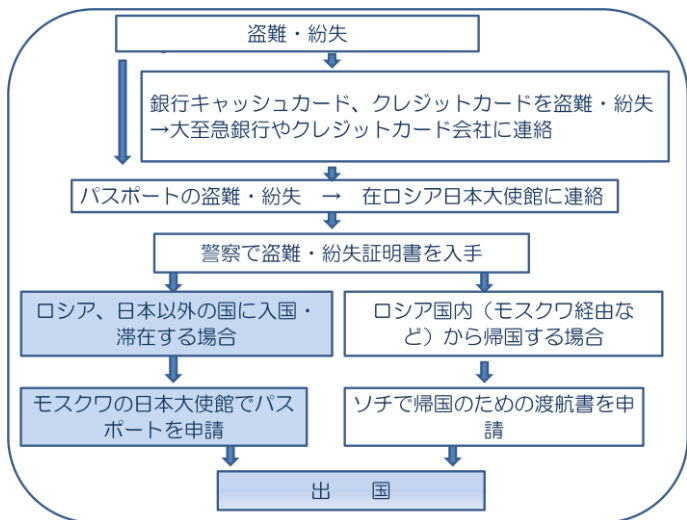 盗難・紛失
銀行キャッシュカード、クレジットカードを盗難・紛失
→大至急銀行やクレジットカード会社に連絡
パスポートの盗難・紛失　→　在ロシア日本大使館に連絡
警察で盗難・紛失証明書を入手
ロシア、日本以外の国に入国・
滞在する場合
ロシア国内（モスクワ経由な
ど）から帰国する場合
モスクワの日本大使館でパス
ポートを申請
ソチで帰国のための渡航書を申
請
出　国